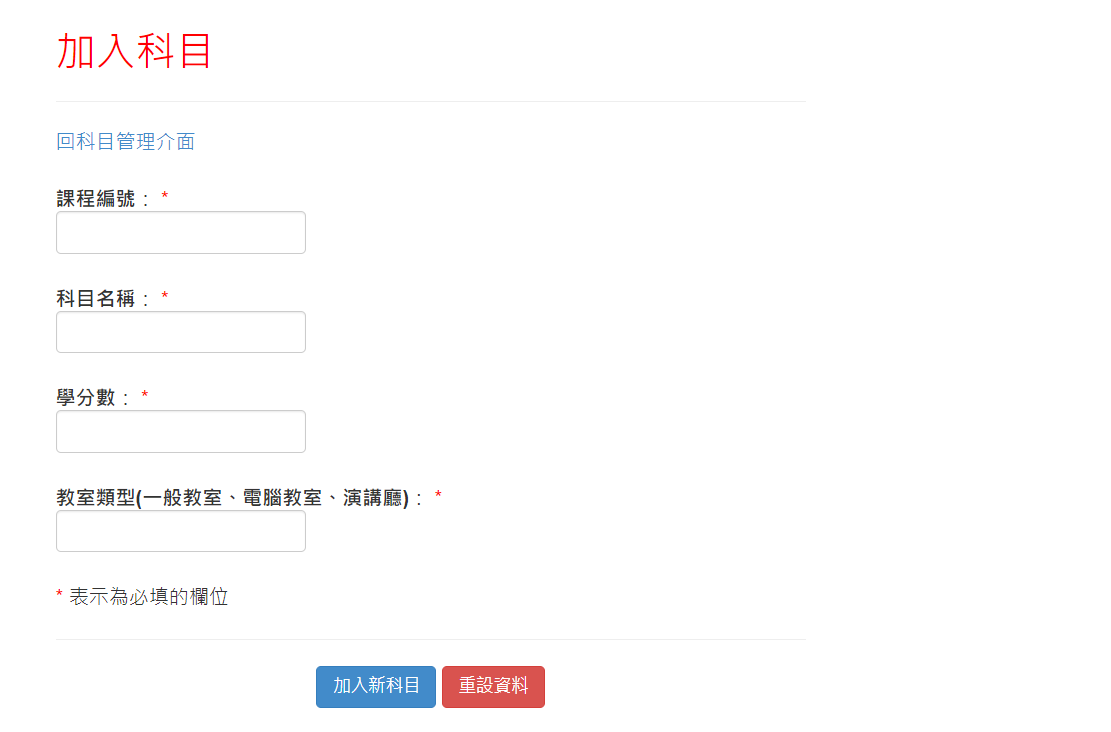 加入科目
回科目管理介面
課程編號： *
科目名稱： *
學分數： *
教室類型(一般教室、電腦教室、演講廳)： *
* 表示為必填的欄位
加入新科目 重設資料